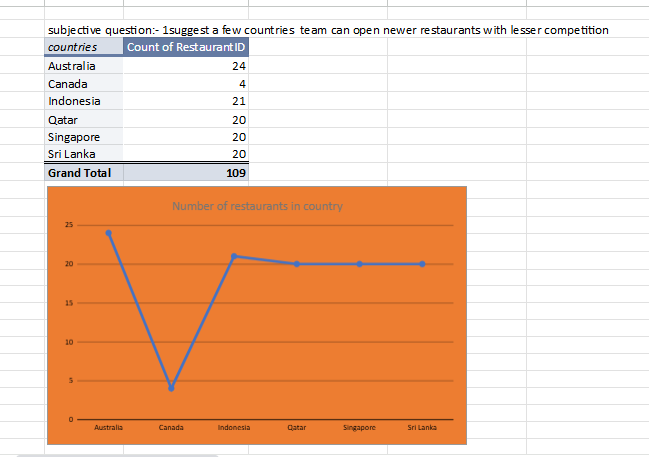 subjective question:- 1suggest a few countries team can open newer restaurants with lesser competition
countries Count of RestaurantID
Australia 24
Canada 4
Indonesia 21
Qatar 20
Singapore 20
Sri Lanka 20
Grand Total 109
Number of restaurants in country
25
20
15
10
5
0
Australia Canada Indonesia Qatar Singapore Sri Lanka